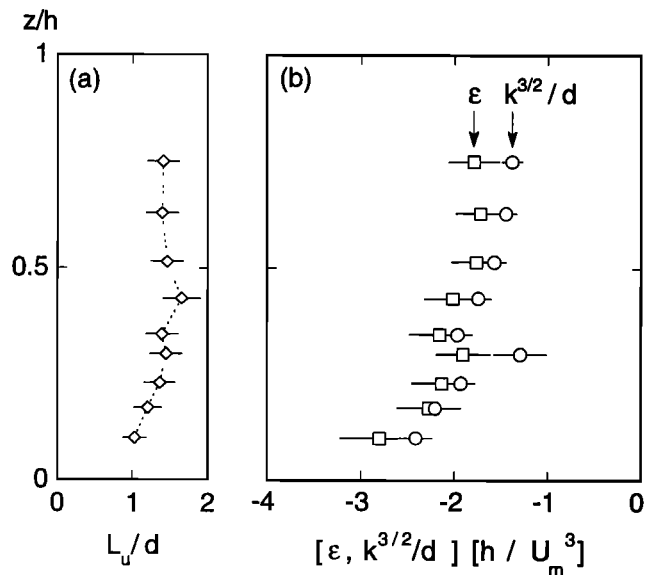 z/h
1
(a)
(b)
ε
k^{3/2}/d
0.5
0
0
1
2
-4
-3
-2
-1
0
L_u/d
[ε, k^{3/2}/d] [h / U_m^3]